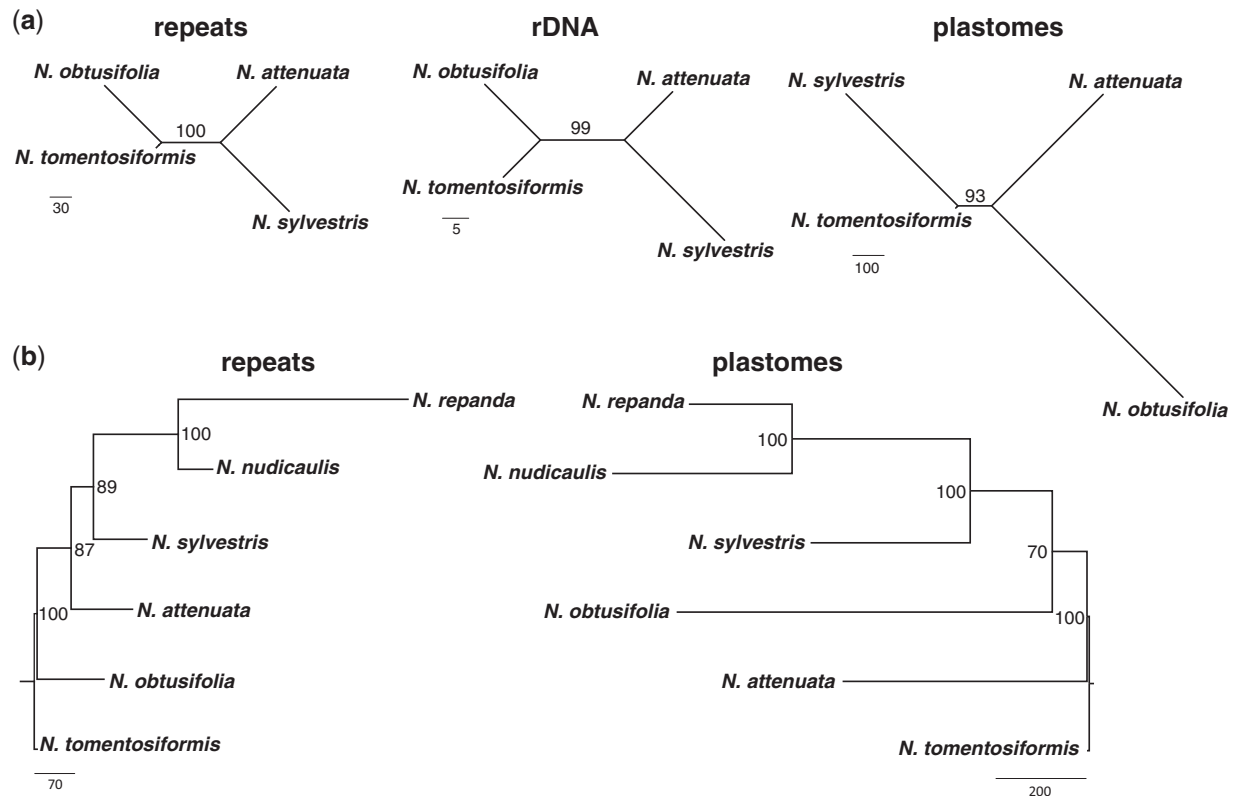 (a)
repeats
rDNA
plastomes
N. obtusifolia
N. attenuata
100
N. tomentosiformis
30
N. sylvestris
N. obtusifolia
N. attenuata
99
N. tomentosiformis
5
N. sylvestris
N. sylvestris
N. attenuata
93
N. tomentosiformis
100
N. obtusifolia
(b)
repeats
plastomes
N. repanda
100
N. nudicaulis
89
N. sylvestris
87
N. attenuata
100
N. obtusifolia
N. tomentosiformis
70
N. repanda
100
N. nudicaulis
100
N. sylvestris
70
N. obtusifolia
100
N. attenuata
N. tomentosiformis
200